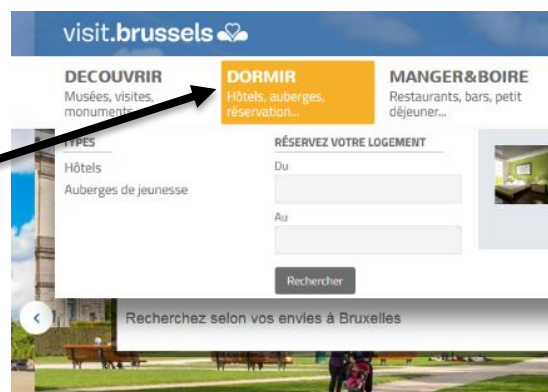 visit.brussels
DECOUVRIR
Musées, visites,
monuments
DORMIR
Hôtels, auberges,
réservation...
MANGER&BOIRE
Restaurants, bars, petit
déjeuner...
TYPES
Hôtels
Auberges de jeunesse
RÉSERVEZ VOTRE LOGEMENT
Du
Au
Rechercher
Recherchez selon vos envies à Bruxelles